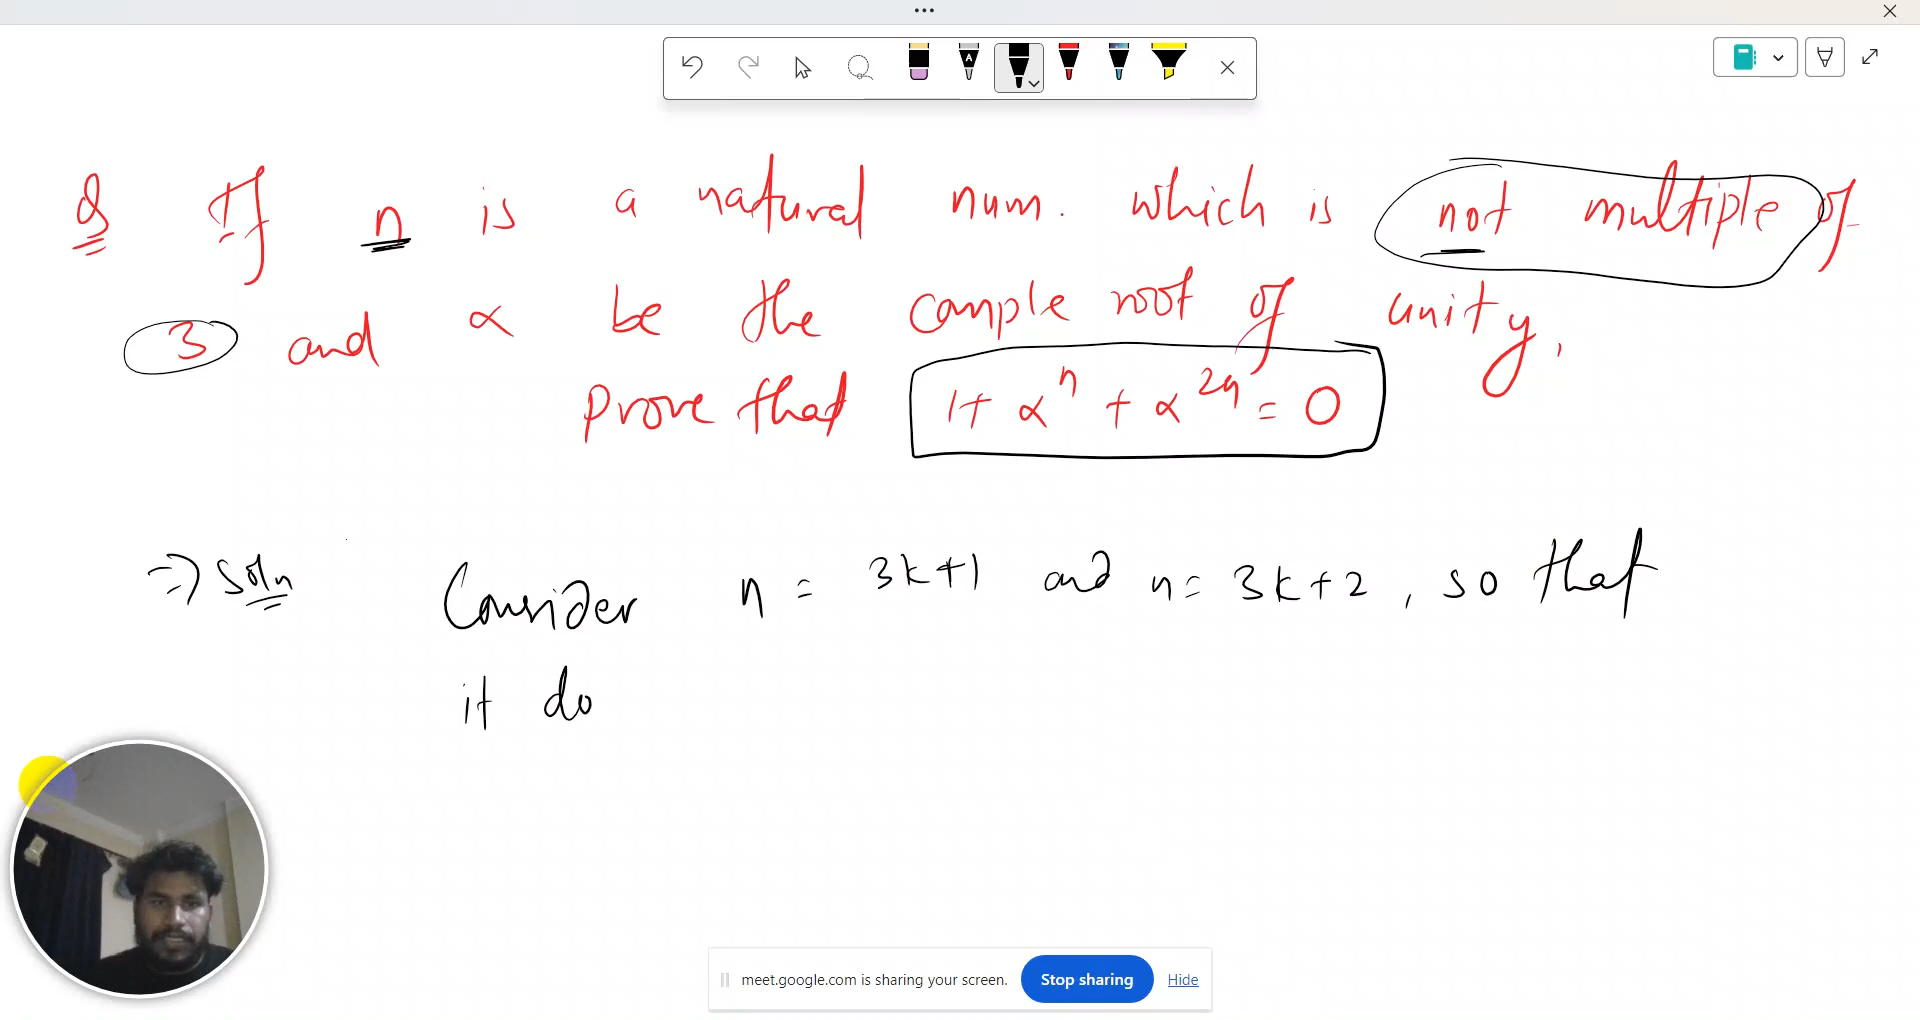 Q If n is a natural num. which is not multiple of
3 and α be the comple root of unity,
prove that 1+ α^n + α^2n = 0
=> Soln Consider n = 3k+1 and n = 3k+2, so that
it do
meet.google.com is sharing your screen. Stop sharing Hide